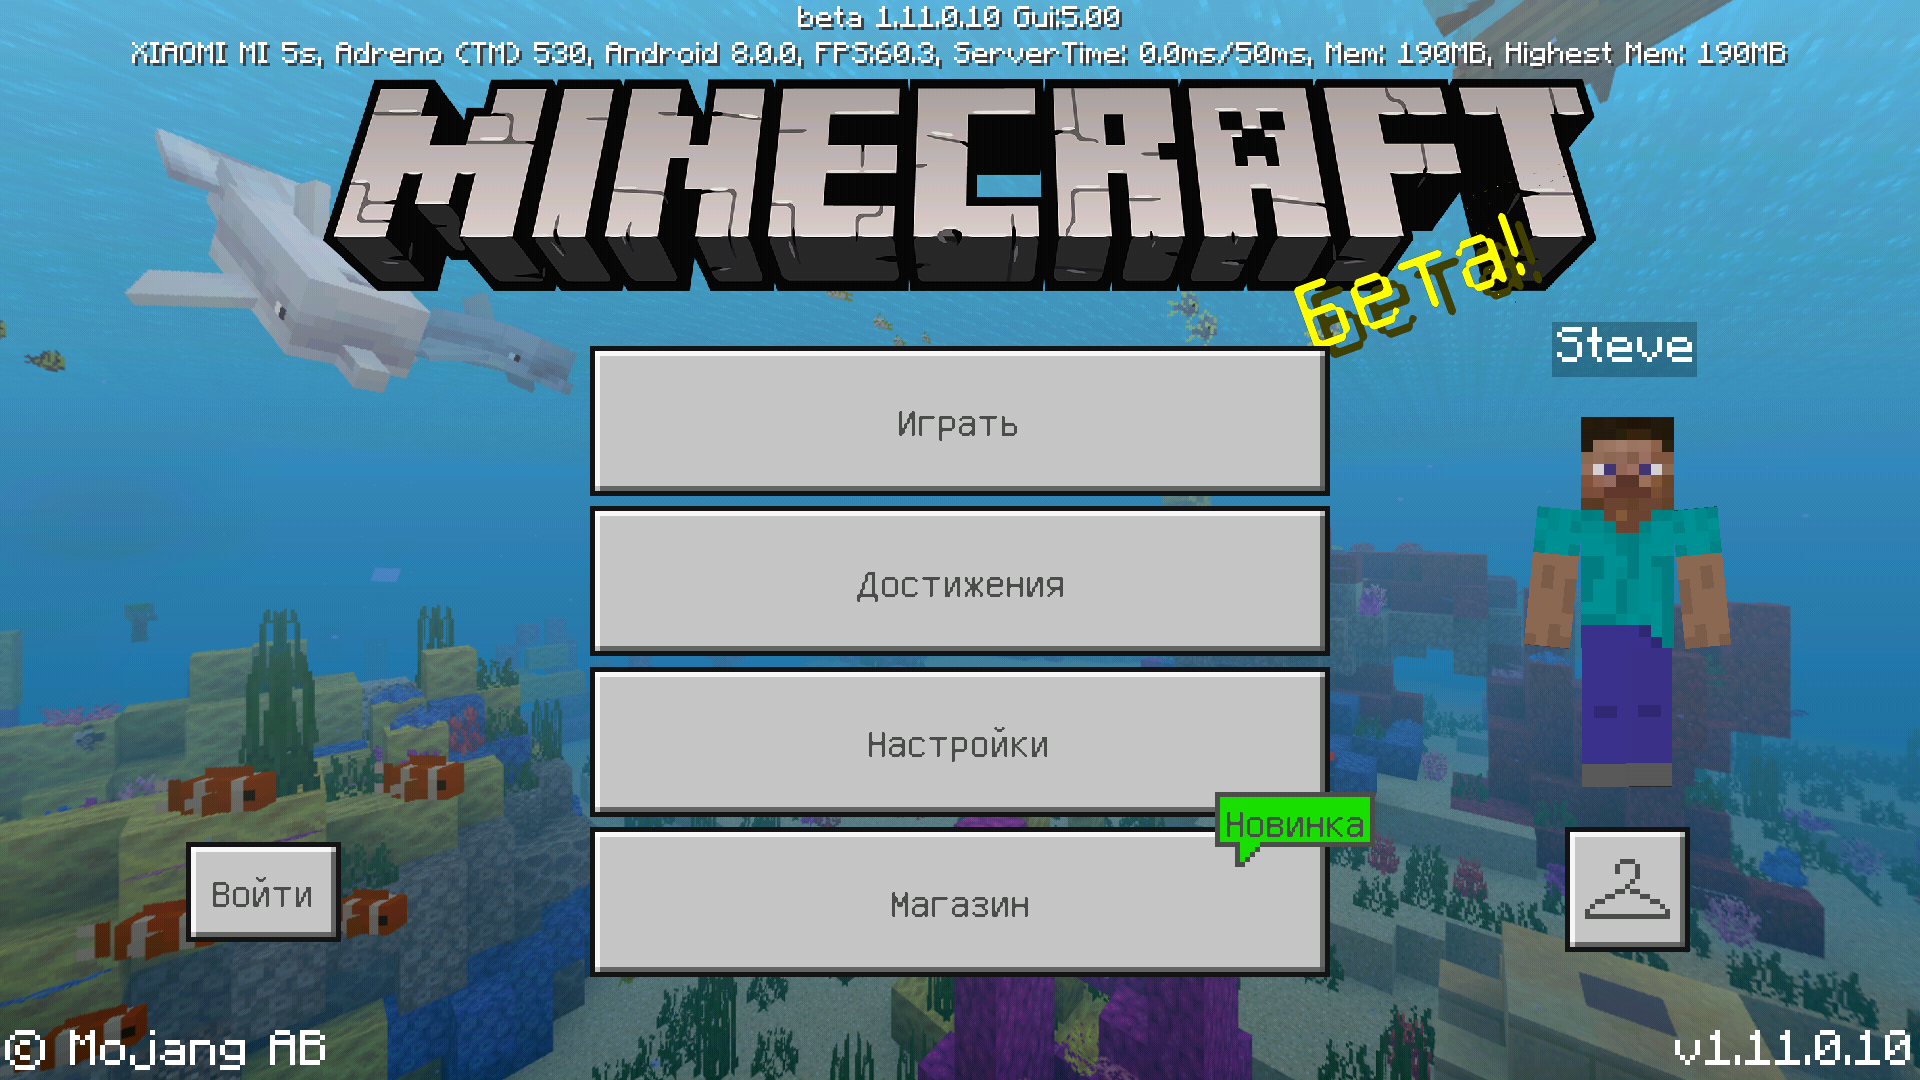 beta 1.11.0.10 Gui:5.00
XIAOMI MI 5s, Adreno (TM) 530, Android 8.0.0, FPS:60.3, ServerTime: 0.0ms/50ms, Mem: 190MB, Highest Mem: 190MB
MINECRAFT
Бета!
Steve
Играть
Достижения
Настройки
Новинка
Магазин
Войти
© Mojang AB
v1.11.0.10